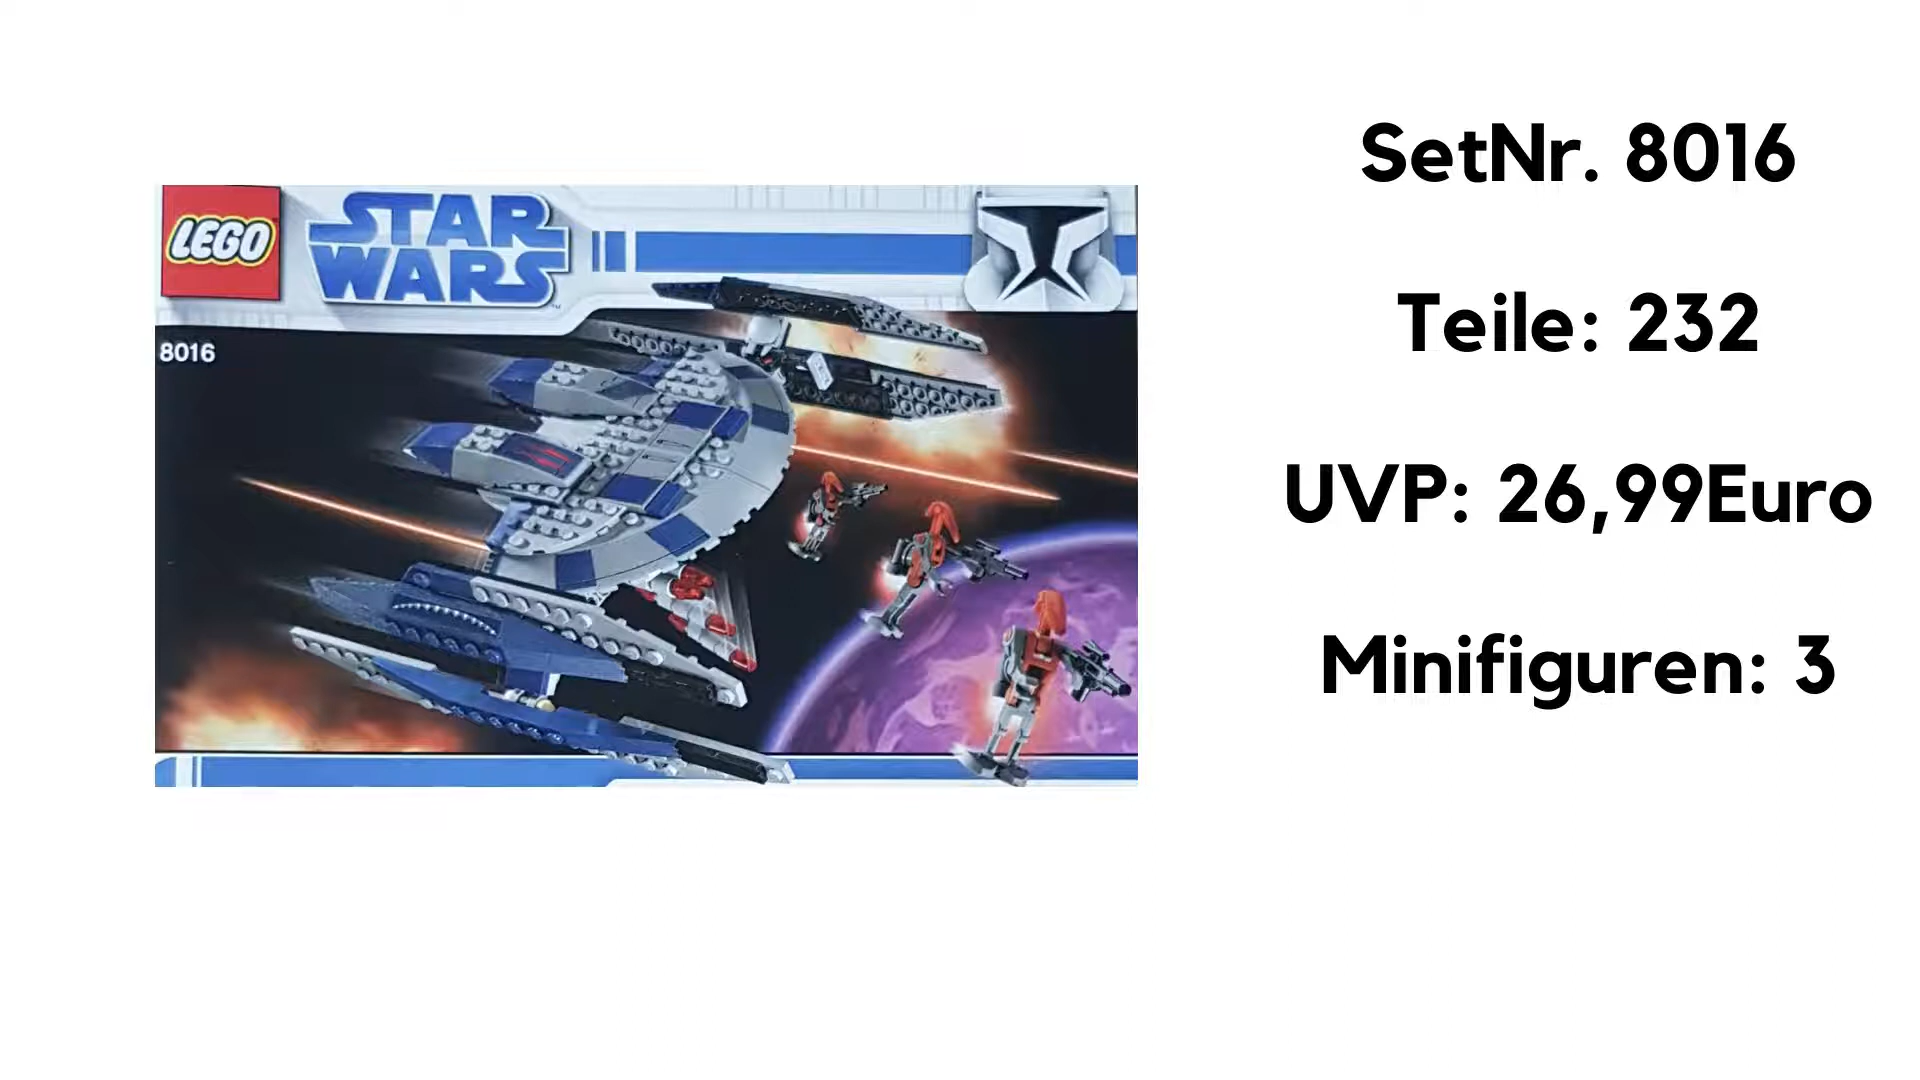 LEGO
STAR
WARS
8016
SetNr. 8016
Teile: 232
UVP: 26,99Euro
Minifiguren: 3